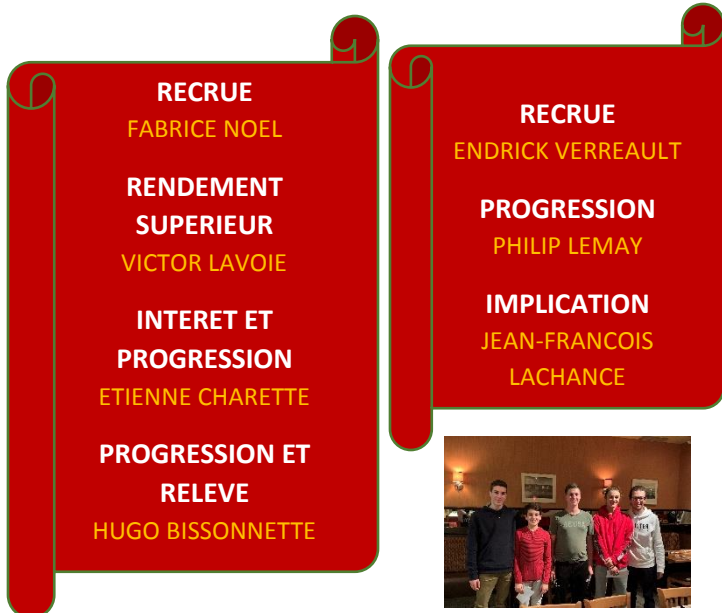 RECRUE
FABRICE NOEL
RENDEMENT
SUPERIEUR
VICTOR LAVOIE
INTERET ET
PROGRESSION
ETIENNE CHARETTE
PROGRESSION ET
RELEVE
HUGO BISSONNETTE
RECRUE
ENDRICK VERREAULT
PROGRESSION
PHILIP LEMAY
IMPLICATION
JEAN-FRANCOIS
LACHANCE